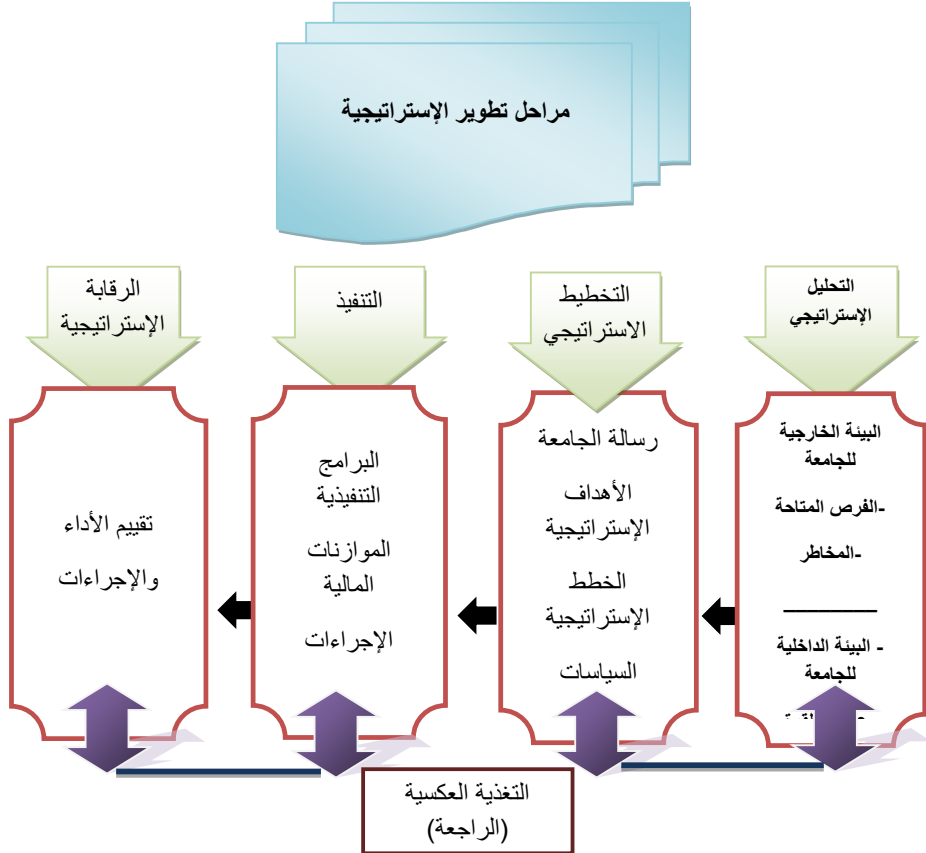 مراحل تطوير الإستراتيجية
التحليل
الإستراتيجي
التخطيط
الاستراتيجي
التنفيذ
الرقابة
الإستراتيجية
البيئة الخارجية
للجامعة
-الفرص المتاحة
-المخاطر
ـــــــــــــــــــ
- البيئة الداخلية
للجامعة
رسالة الجامعة
الأهداف
الإستراتيجية
الخطط
الإستراتيجية
السياسات
البرامج
التنفيذية
الموازنات
المالية
الإجراءات
تقييم الأداء
والإجراءات
التغذية العكسية
(الراجعة)